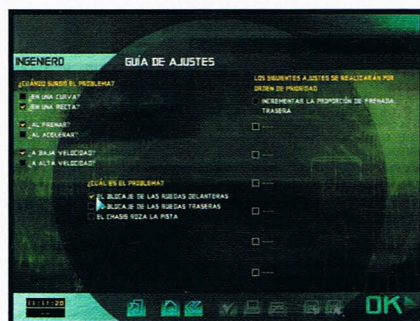 INGENIERO
GUÍA DE AJUSTES
¿CUÁNDO SURGIÓ EL PROBLEMA?
¿EN UNA CURVA?
¿EN UNA RECTA?
¿AL FRENAR?
¿AL ACELERAR?
¿A BAJA VELOCIDAD?
¿A ALTA VELOCIDAD?
¿CUÁL ES EL PROBLEMA?
EL BLOCAJE DE LAS RUEDAS DELANTERAS
BLOCAJE DE LAS RUEDAS TRASERAS
EL CHASIS ROZA LA PISTA
LOS SIGUIENTES AJUSTES SE REALIZARÁN POR
ORDEN DE PRIORIDAD
INCREMENTAR LA PROPORCIÓN DE FRENADA
TRASERA
----
----
----
----
----
----
OK